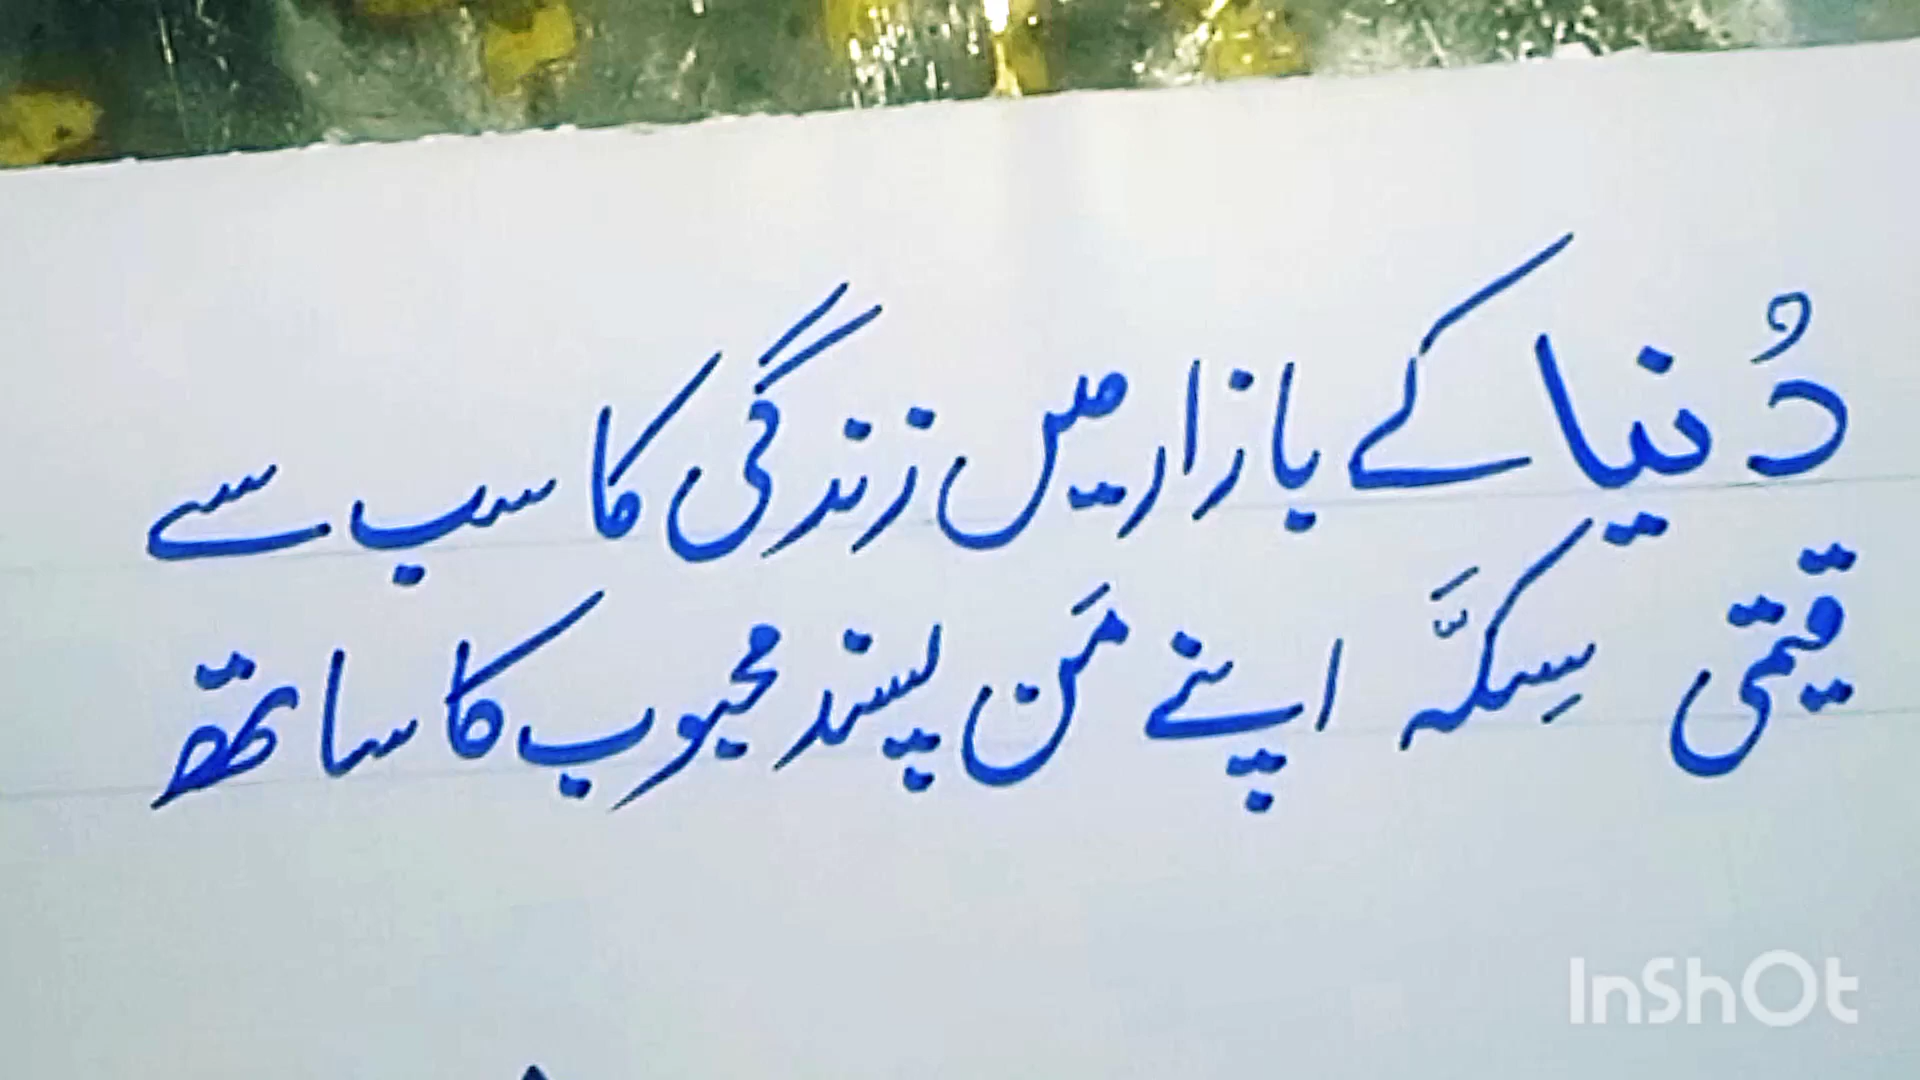 دُنیا کے بازار میں زندگی کا سب سے
قیمتی سِکَّہ اپنے مَن پسند محبوب کا ساتھ
InShOt